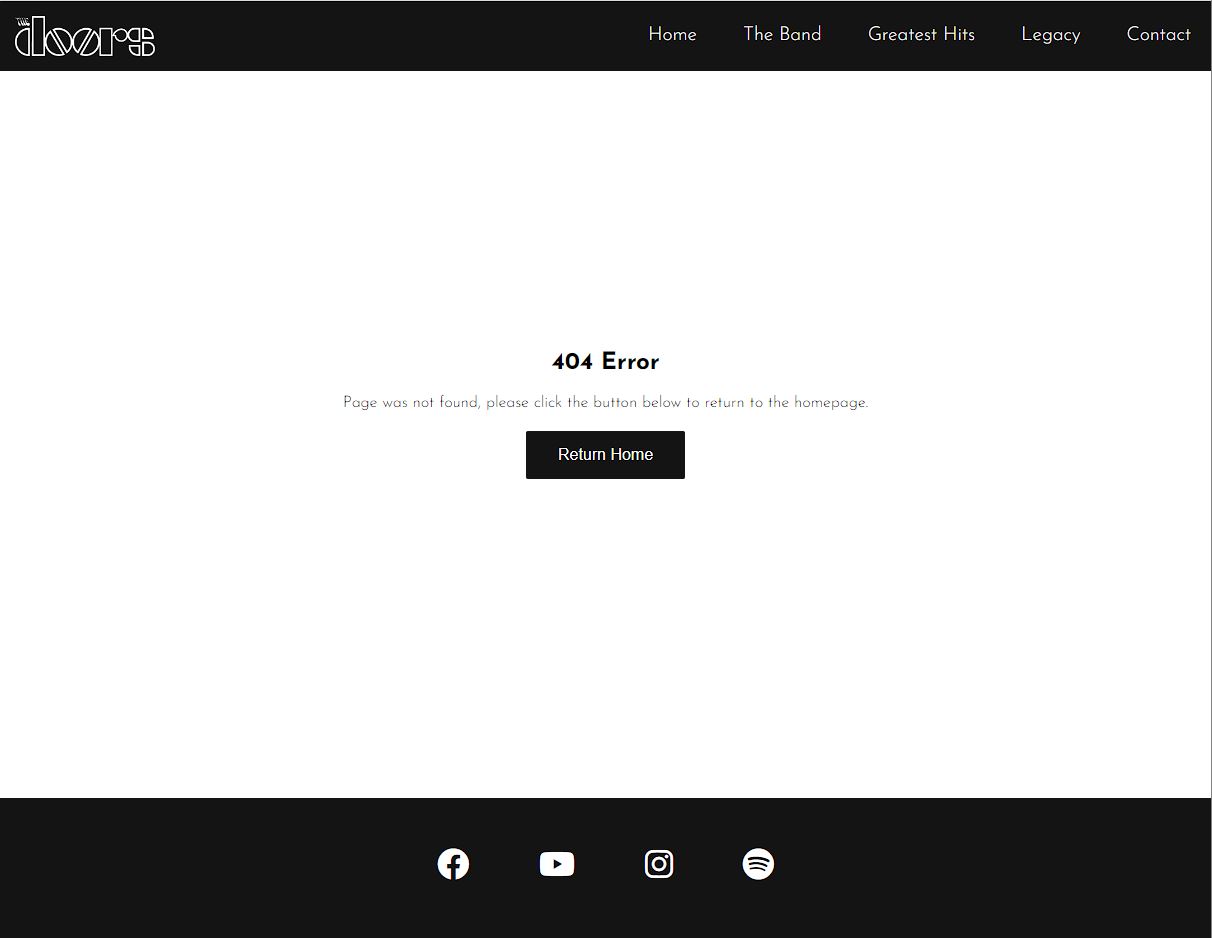 THE
doors
Home
The Band
Greatest Hits
Legacy
Contact
404 Error
Page was not found, please click the button below to return to the homepage.
Return Home